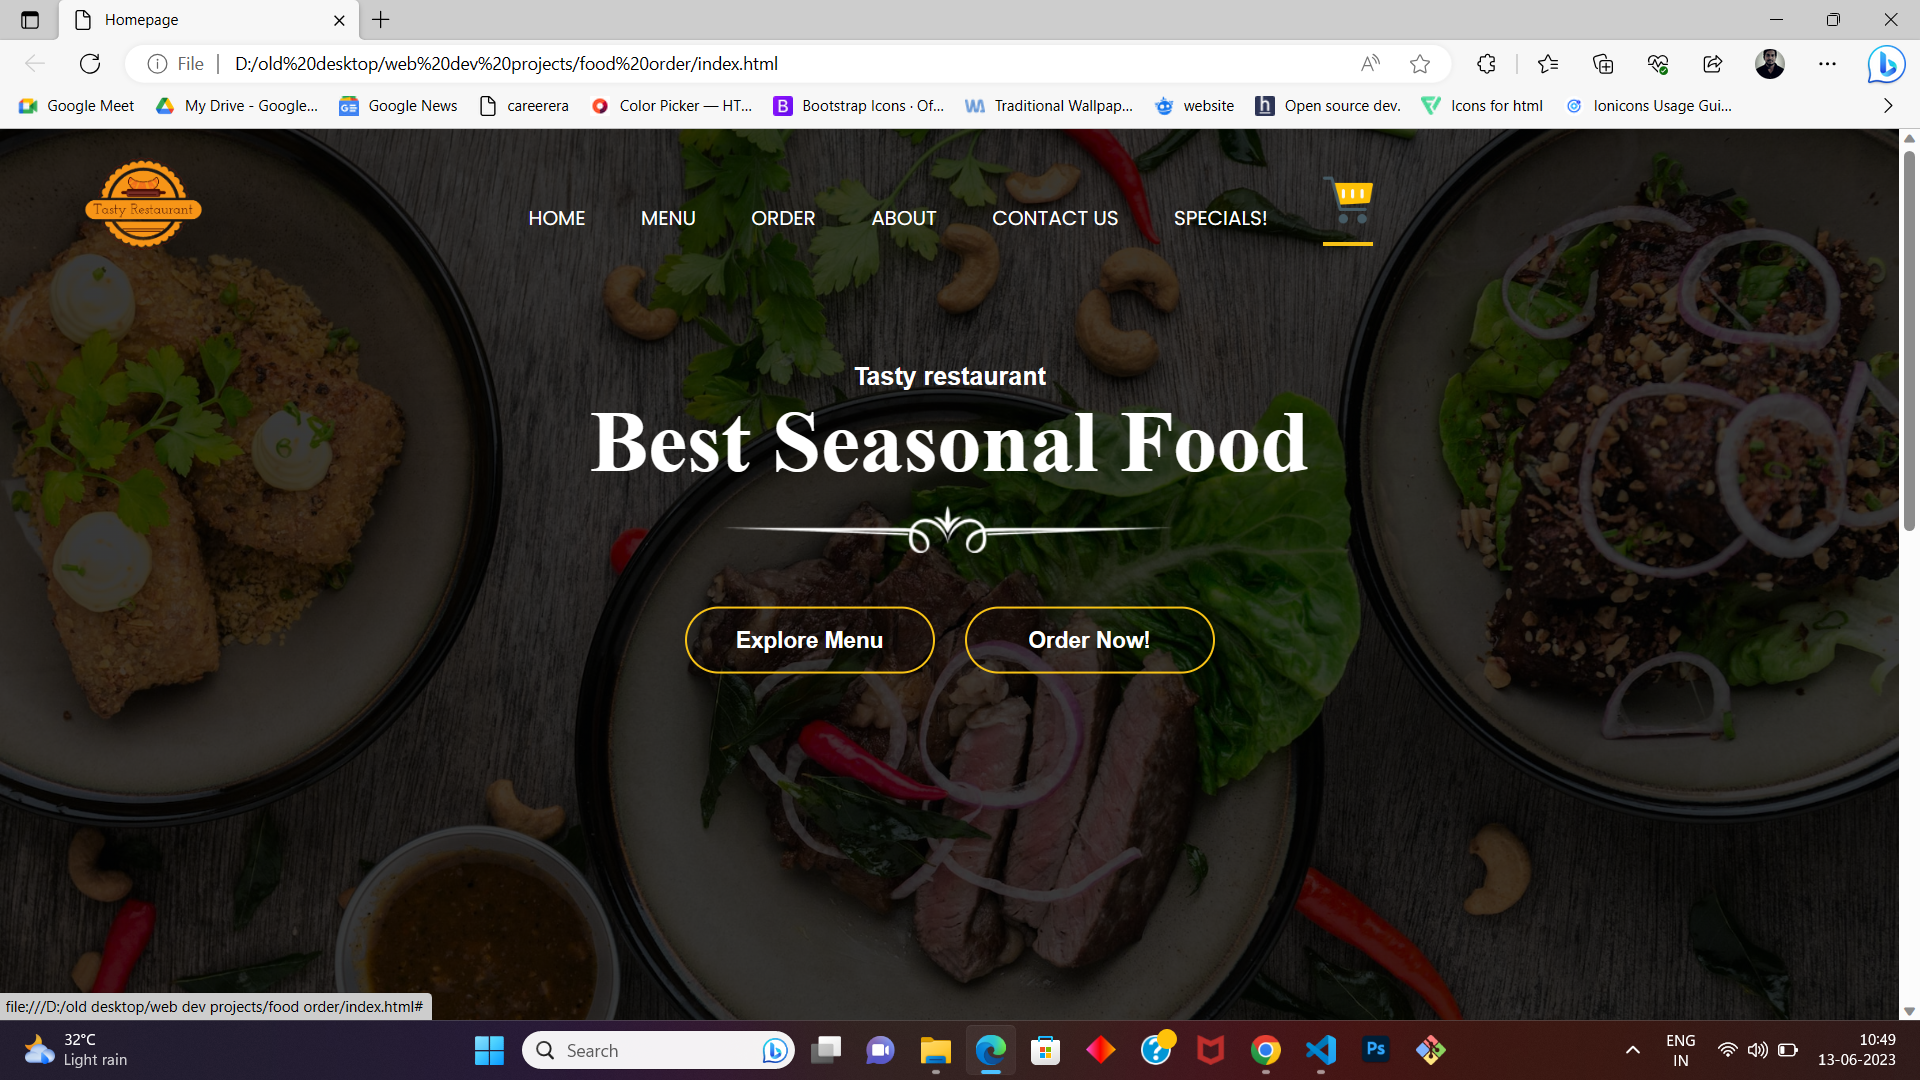 Homepage
File
D:/old%20desktop/web%20dev%20projects/food%20order/index.html
Google Meet
My Drive - Google...
Google News
careerera
Color Picker — HT...
Bootstrap Icons · Of...
Traditional Wallpap...
website
Open source dev.
Icons for html
Ionicons Usage Gui...
Tasty Restaurant
HOME
MENU
ORDER
ABOUT
CONTACT US
SPECIALS!
Tasty restaurant
Best Seasonal Food
Explore Menu
Order Now!
file:///D:/old desktop/web dev projects/food order/index.html#
32°C
Light rain
Search
Ps
ENG
IN
10:49
13-06-2023